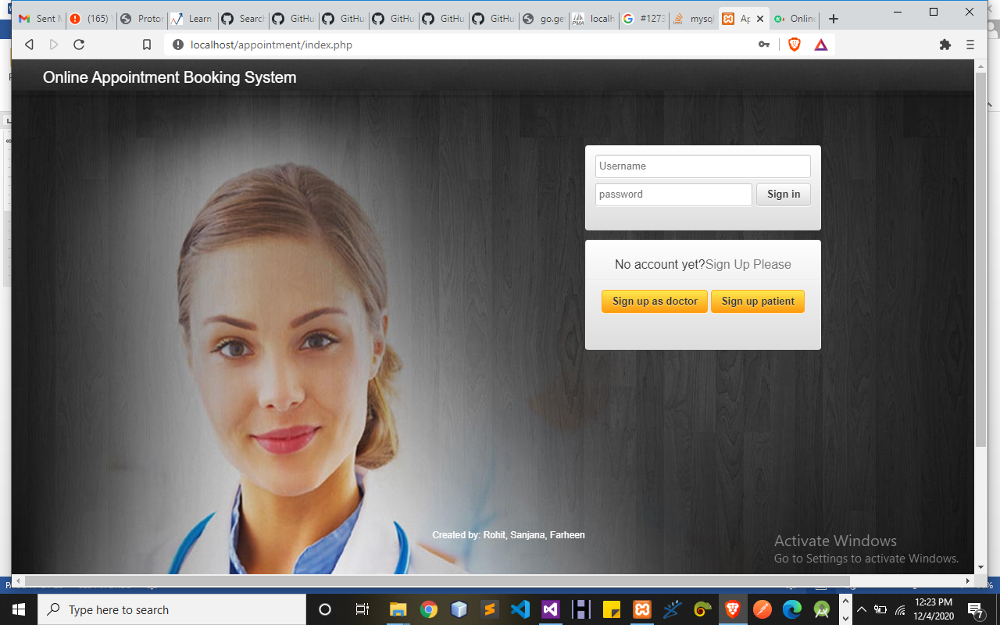 Sent M
(165) \
Protor
Learn
Search
GitHu
GitHu
GitHu
GitHu
GitHu
go.ge
localh
#1273
mysql
Ap
Online
localhost/appointment/index.php
Online Appointment Booking System
Username
password
Sign in
No account yet?Sign Up Please
Sign up as doctor
Sign up patient
Created by: Rohit, Sanjana, Farheen
Activate Windows
Go to Settings to activate Windows.
Type here to search
12:23 PM
12/4/2020
7